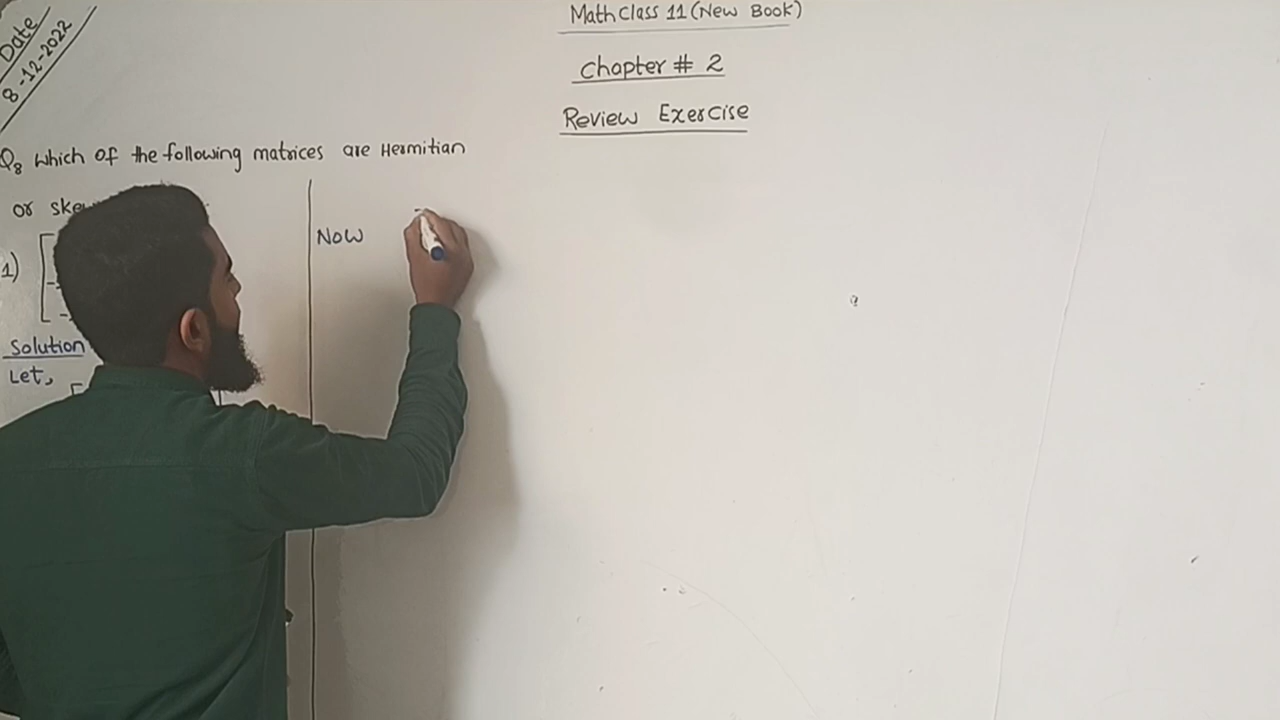 Date
8-12-2022
Math Class 11 (New Book)
Chapter # 2
Review Exercise
Q8 which of the following matrices are Hermitian
or
1)
Solution
Let,
Now